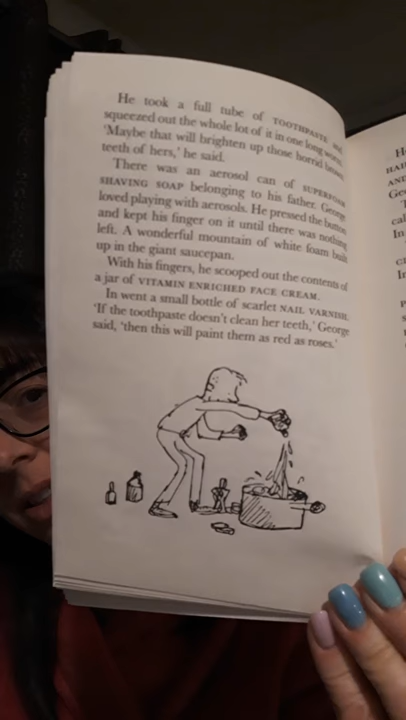 He took a full tube of TOOTHPASTE and
squeezed out the whole lot of it in one long worm.
'Maybe that will brighten up those horrid brown
teeth of hers,' he said.
There was an aerosol can of SUPERFOAM
SHAVING SOAP belonging to his father. George
loved playing with aerosols. He pressed the button
and kept his finger on it until there was nothing
left. A wonderful mountain of white foam built
up in the giant saucepan.
With his fingers, he scooped out the contents of
a jar of VITAMIN ENRICHED FACE CREAM.
In went a small bottle of scarlet NAIL VARNISH.
'If the toothpaste doesn't clean her teeth,' George
said, 'then this will paint them as red as roses.'